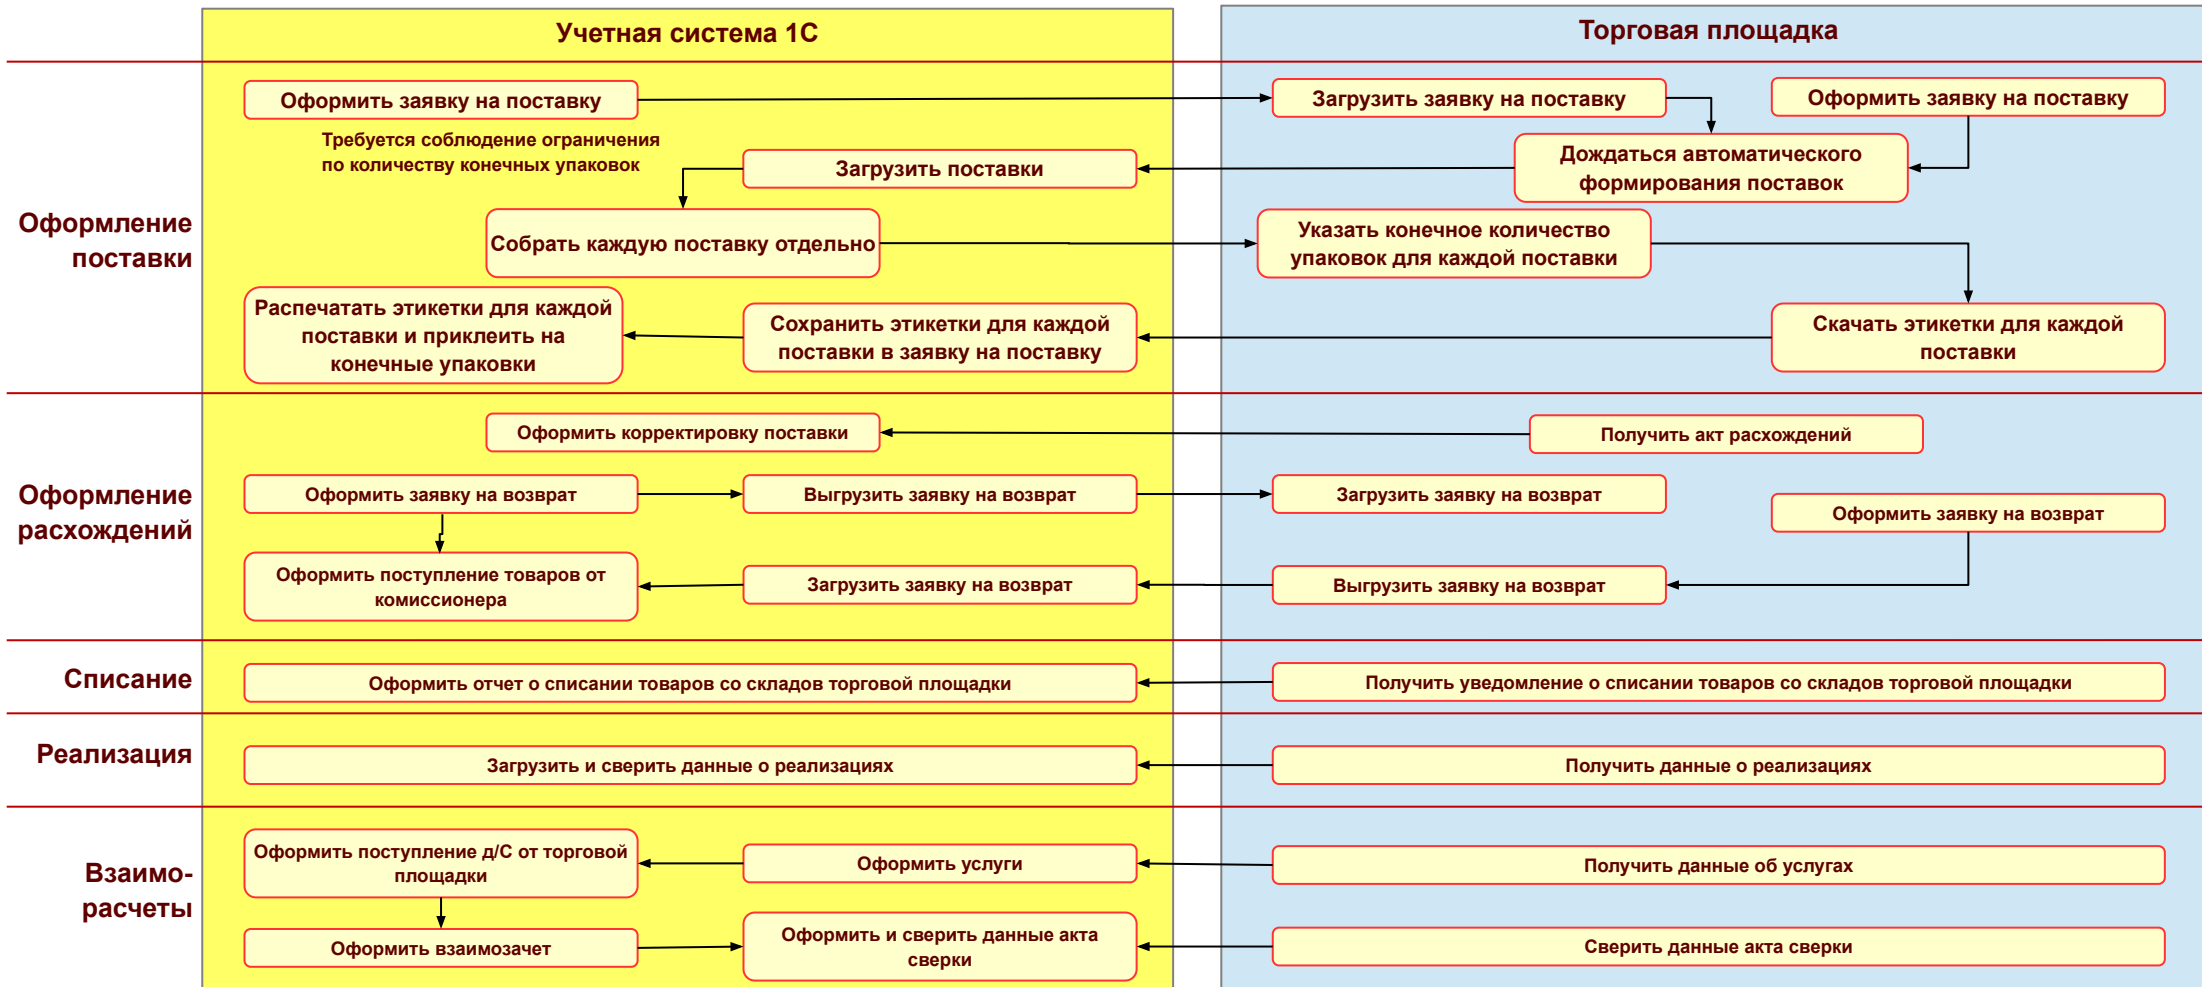 Учетная система 1С
Торговая площадка
Оформление
поставки
Оформить заявку на поставку
Загрузить заявку на поставку
Оформить заявку на поставку
Требуется соблюдение ограничения
по количеству конечных упаковок
Загрузить поставки
Дождаться автоматического
формирования поставок
Собрать каждую поставку отдельно
Указать конечное количество
упаковок для каждой поставки
Распечатать этикетки для каждой
поставки и приклеить на
конечные упаковки
Сохранить этикетки для каждой
поставки в заявку на поставку
Скачать этикетки для каждой
поставки
Оформление
расхождений
Оформить корректировку поставки
Получить акт расхождений
Оформить заявку на возврат
Выгрузить заявку на возврат
Загрузить заявку на возврат
Оформить заявку на возврат
Оформить поступление товаров от
комиссионера
Загрузить заявку на возврат
Выгрузить заявку на возврат
Списание
Оформить отчет о списании товаров со складов торговой площадки
Получить уведомление о списании товаров со складов торговой площадки
Реализация
Загрузить и сверить данные о реализациях
Получить данные о реализациях
Взаимо-
расчеты
Оформить поступление д/С от торговой
площадки
Оформить услуги
Получить данные об услугах
Оформить взаимозачет
Оформить и сверить данные акта
сверки
Сверить данные акта сверки